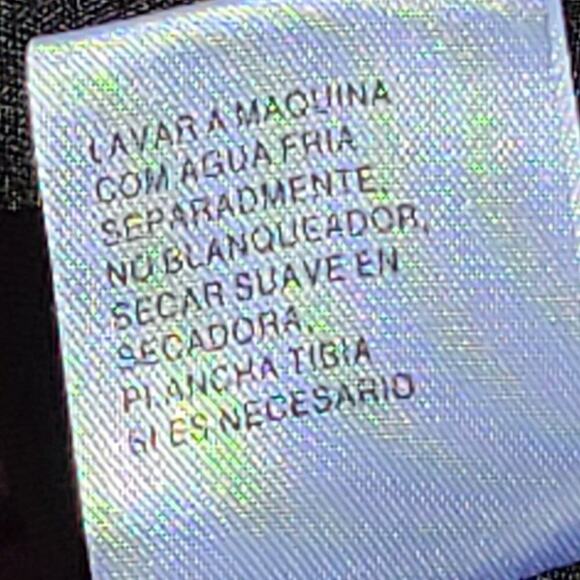 LAVAR A MAQUINA
COM AGUA FRIA
SEPARADMENTE.
NO BLANQUEADOR,
SECAR SUAVE EN
SECADORA,
PLANCHA TIBIA
SI ES NECESARIO